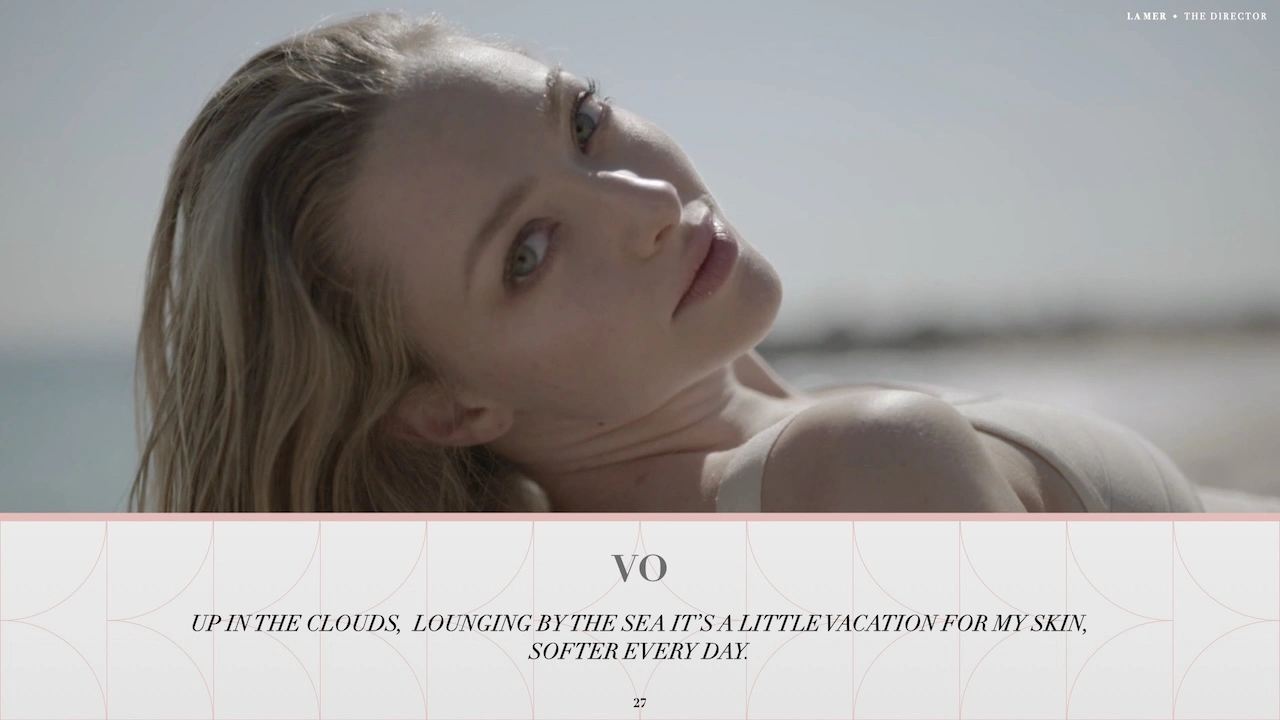 LA MER • THE DIRECTOR
VO
UP IN THE CLOUDS, LOUNGING BY THE SEA IT’S A LITTLE VACATION FOR MY SKIN,
SOFTER EVERY DAY.
27